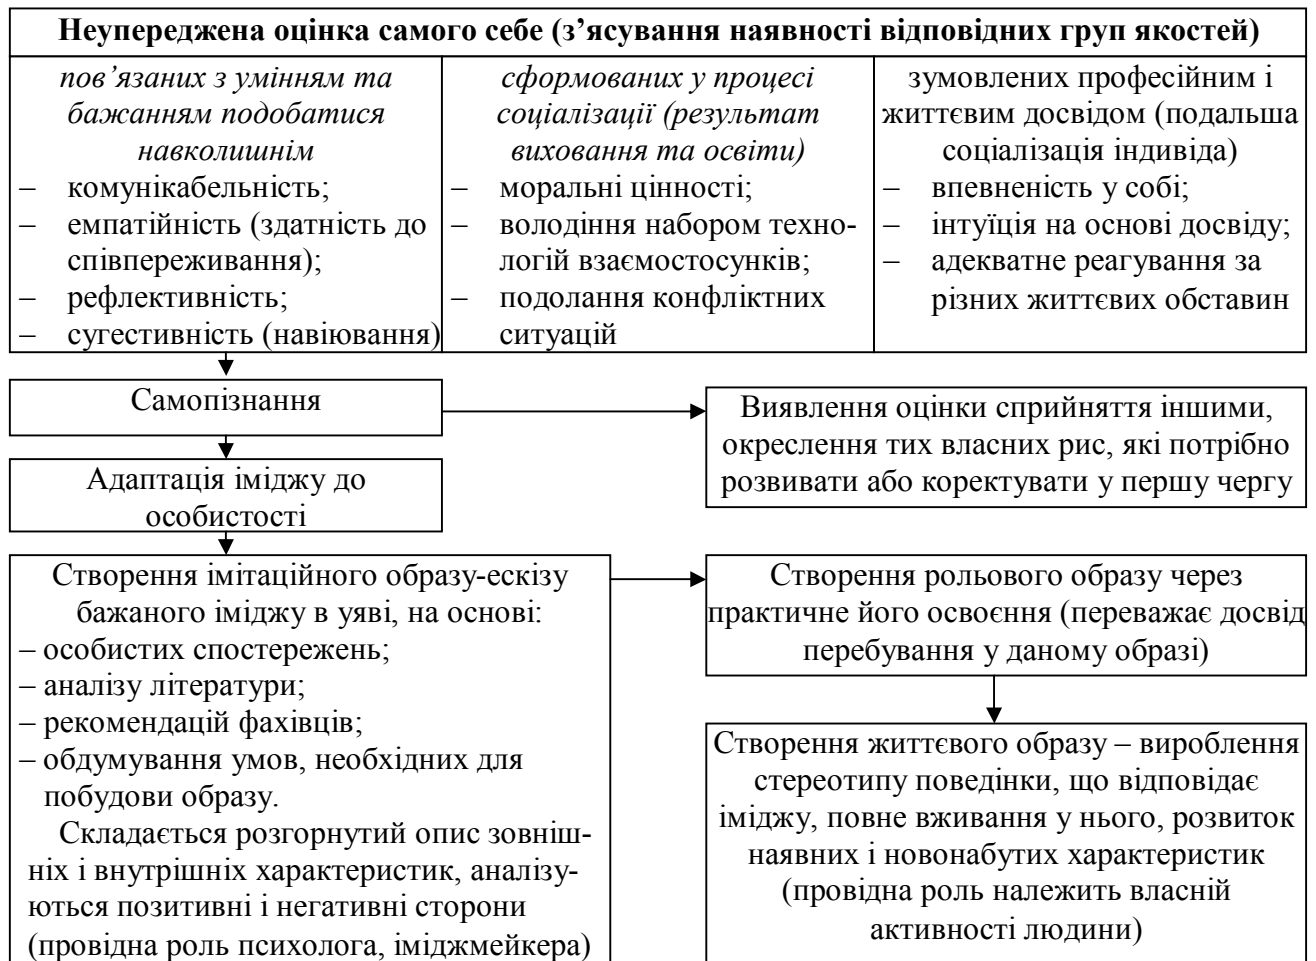 Неупереджена оцінка самого себе (з’ясування наявності відповідних груп якостей)
пов’язаних з умінням та
бажанням подобатися
навколишнім
– комунікабельність;
– емпатійність (здатність до
співпереживання);
– рефлективність;
– сугестивність (навіювання)
сформованих у процесі
соціалізації (результат
виховання та освіти)
– моральні цінності;
– володіння набором техно-
логій взаємостосунків;
– подолання конфліктних
ситуацій
зумовлених професійним і
життєвим досвідом (подальша
соціалізація індивіда)
– впевненість у собі;
– інтуїція на основі досвіду;
– адекватне реагування за
різних життєвих обставин
Самопізнання
Виявлення оцінки сприйняття іншими,
окреслення тих власних рис, які потрібно
розвивати або коректувати у першу чергу
Адаптація іміджу до
особистості
Створення імітаційного образу-ескізу
бажаного іміджу в уяві, на основі:
– особистих спостережень;
– аналізу літератури;
– рекомендацій фахівців;
– обдумування умов, необхідних для
побудови образу.
Складається розгорнутий опис зовніш-
ніх і внутрішніх характеристик, аналізу-
ються позитивні і негативні сторони
(провідна роль психолога, іміджмейкера)
Створення рольового образу через
практичне його освоєння (переважає досвід
перебування у даному образі)
Створення життєвого образу – вироблення
стереотипу поведінки, що відповідає
іміджу, повне вживання у нього, розвиток
наявних і новонабутих характеристик
(провідна роль належить власній
активності людини)